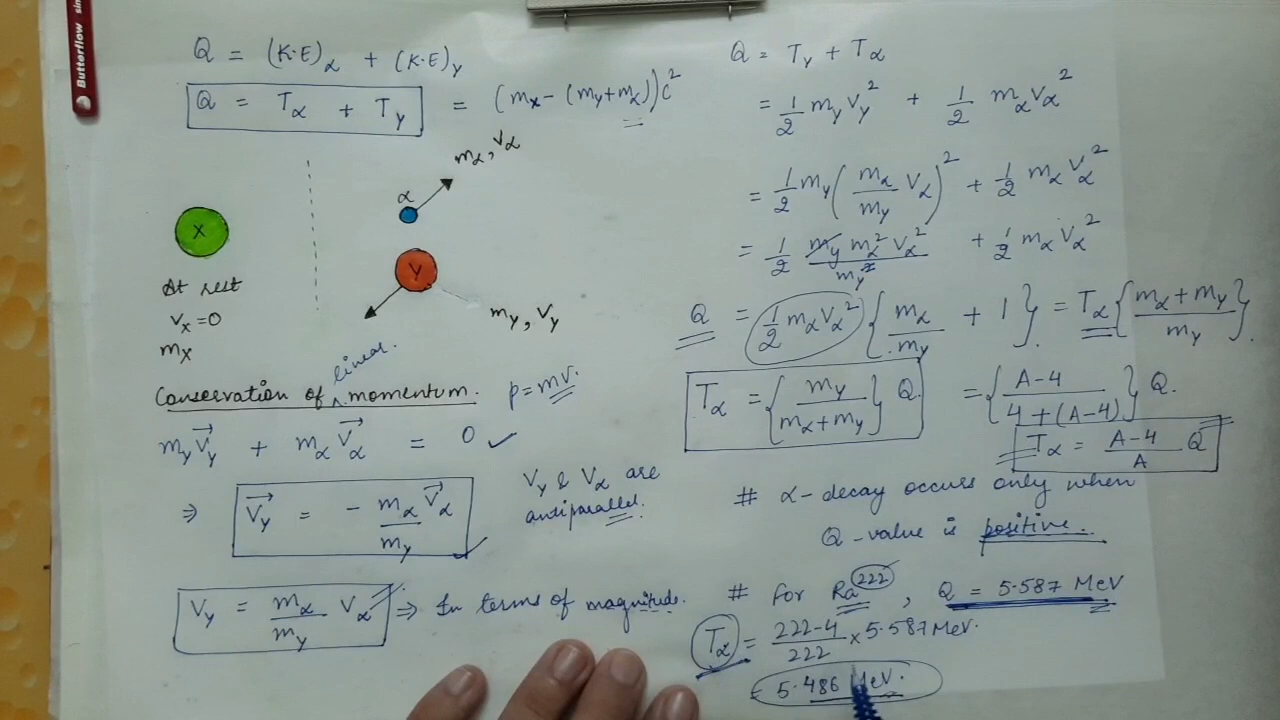 Butterflow sim
Q = (K.E)α + (K.E)y
Q = Tα + Ty = (mx - (my+mα))c²
mα, Vα
α
X
Y
At rest
Vx = 0
mx
my, Vy
Conservation of linear momentum. p = mv.
my V⃗y + mα V⃗α = 0 ✓
⇒ V⃗y = - mα/my V⃗α
Vy & Vα are
antiparallel.
Vy = mα/my Vα ⇒ In terms of magnitude.
Q = Ty + Tα
= 1/2 my Vy² + 1/2 mα Vα²
= 1/2 my (mα/my Vα)² + 1/2 mα Vα²
= 1/2 my mα² Vα²/my² + 1/2 mα Vα²
Q = 1/2 mα Vα² {mα/my + 1} = Tα {mα + my/my}.
Tα = {my/mα + my} Q = {A-4/4+(A-4)} Q.
Tα = A-4/A Q
# α-decay occurs only when
Q-value is positive.
# For Ra²²², Q = 5.587 MeV
Tα = 222-4/222 × 5.587 MeV.
= 5.486 MeV.